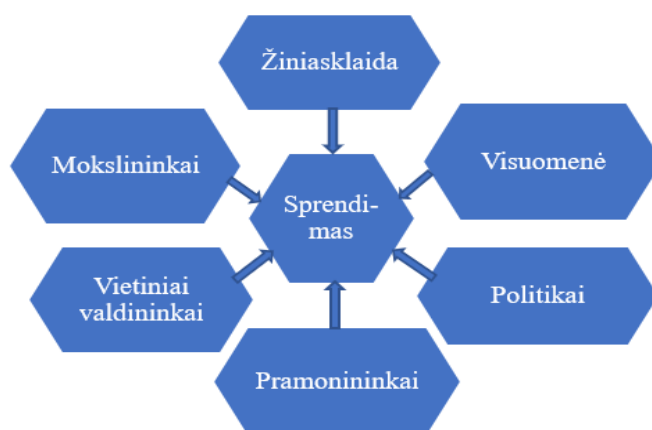 Žiniasklaida
Mokslininkai
Visuomenė
Sprendi-
mas
Vietiniai
valdininkai
Politikai
Pramonininkai